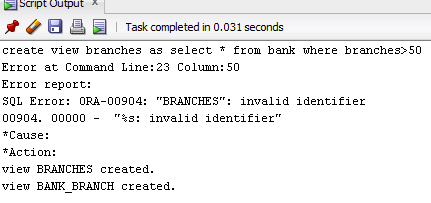 Script Output x
Task completed in 0.031 seconds
create view branches as select * from bank where branches>50
Error at Command Line:23 Column:50
Error report:
SQL Error: ORA-00904: "BRANCHES": invalid identifier
00904. 00000 -  "%s: invalid identifier"
*Cause:
*Action:
view BRANCHES created.
view BANK_BRANCH created.